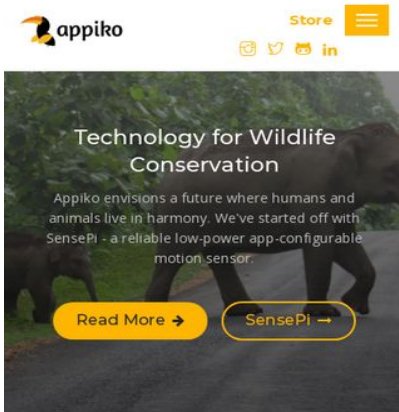 appiko
Store
in
Technology for Wildlife
Conservation
Appiko envisions a future where humans and
animals live in harmony. We've started off with
SensePi - a reliable low-power app-configurable
motion sensor.
Read More →
SensePi →